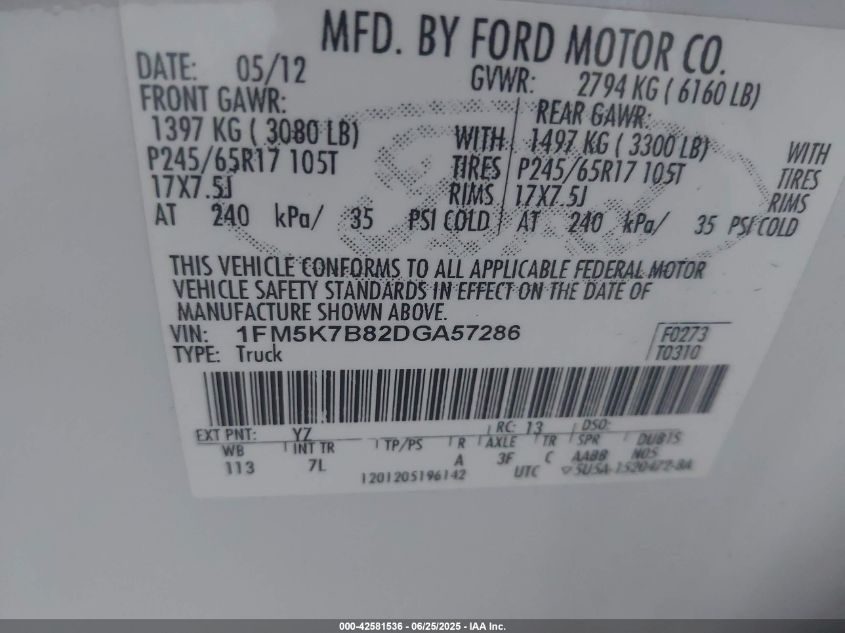 MFD. BY FORD MOTOR CO.
DATE: 05/12 GVWR: 2794 KG ( 6160 LB)
FRONT GAWR: REAR GAWR:
1397 KG ( 3080 LB) WITH 1497 KG ( 3300 LB) WITH
P245/65R17 105T TIRES P245/65R17 105T TIRES
17X7.5J RIMS 17X7.5J RIMS
AT 240 kPa/ 35 PSI COLD AT 240 kPa/ 35 PSI COLD
THIS VEHICLE CONFORMS TO ALL APPLICABLE FEDERAL MOTOR
VEHICLE SAFETY STANDARDS IN EFFECT ON THE DATE OF
MANUFACTURE SHOWN ABOVE.
VIN: 1FM5K7B82DGA57286 F0273
TYPE: Truck T0310
EXT PNT: YZ RC: 13 DSO:
WB INT TR TP/PS R AXLE TR SPR
113 7L A 3F C AABB
1201205196142 UTC
000-42581536 - 06/25/2025 - IAA Inc.